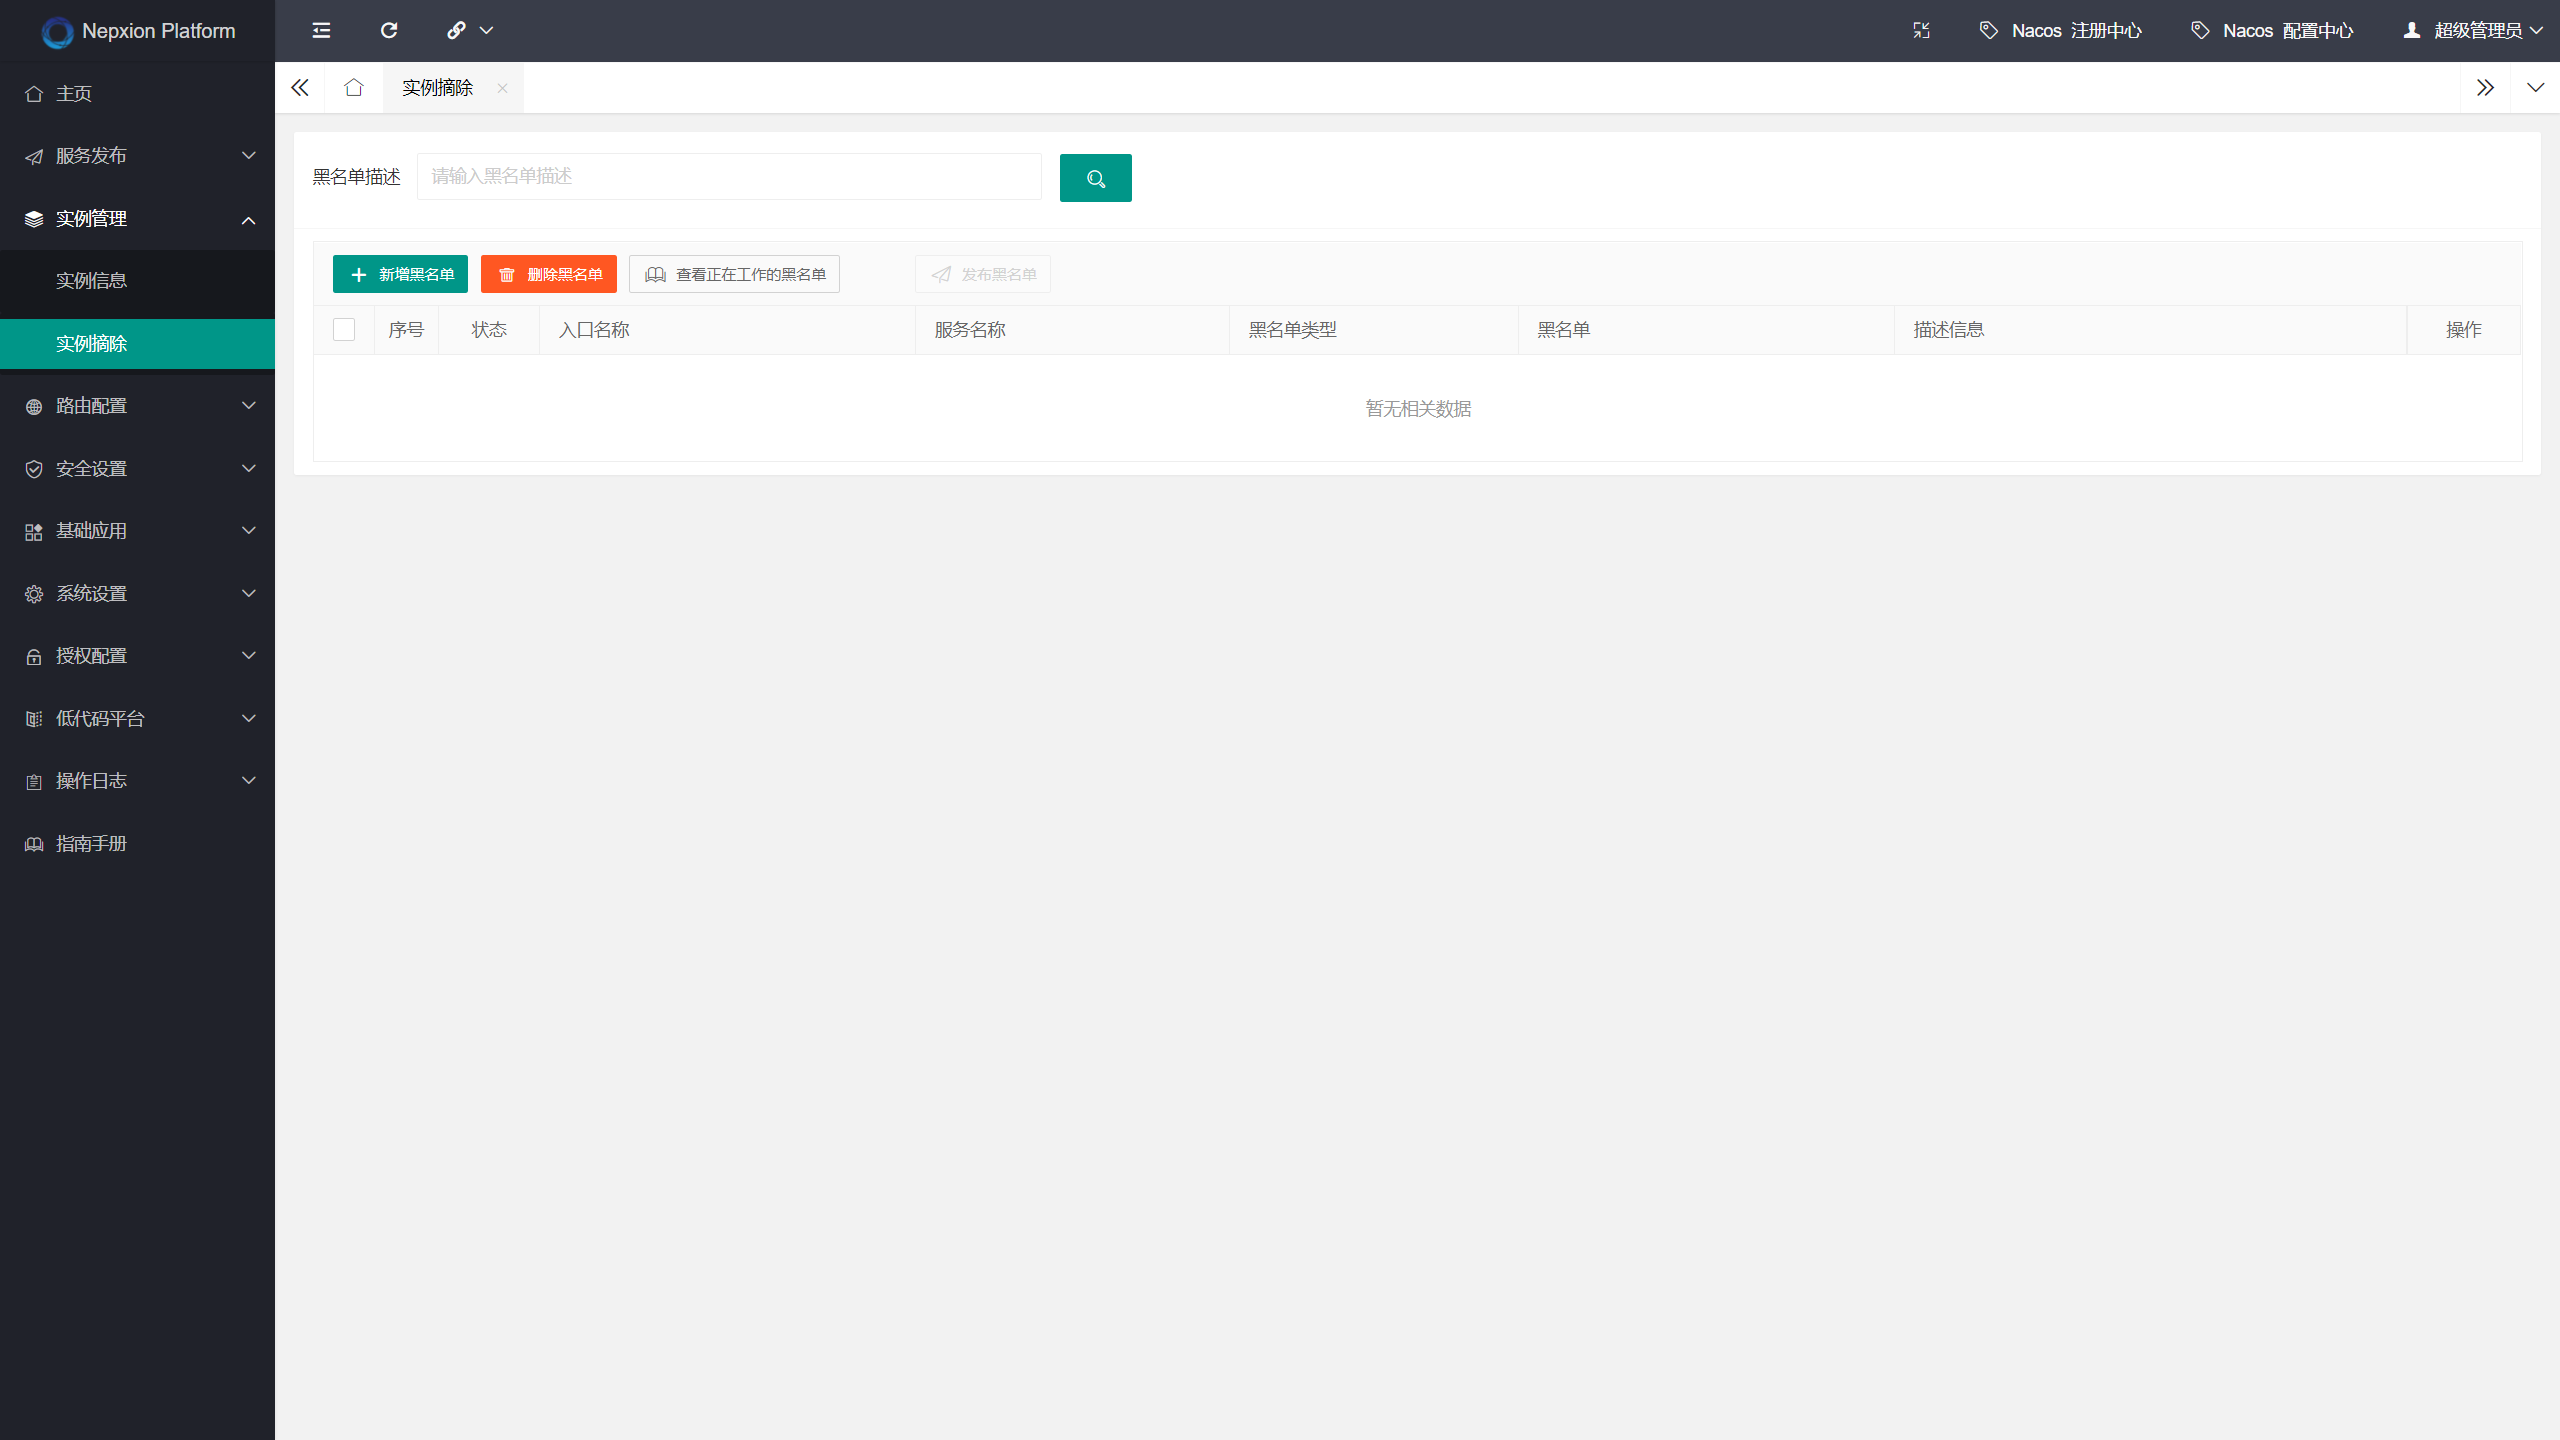 Nepxion Platform
Nacos 注册中心
Nacos 配置中心
超级管理员
主页
服务发布
实例管理
实例信息
实例摘除
路由配置
安全设置
基础应用
系统设置
授权配置
低代码平台
操作日志
指南手册
实例摘除
黑名单描述
请输入黑名单描述
新增黑名单
删除黑名单
查看正在工作的黑名单
发布黑名单
序号
状态
入口名称
服务名称
黑名单类型
黑名单
描述信息
操作
暂无相关数据